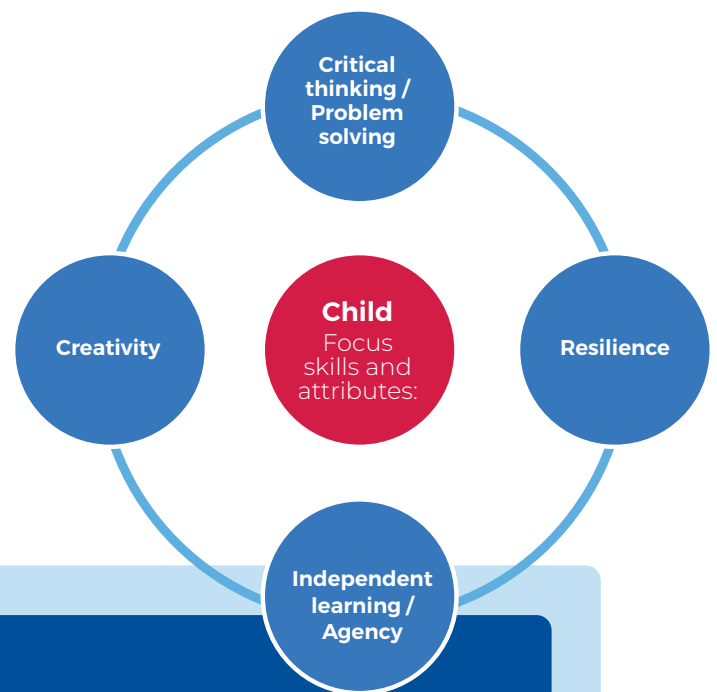 Critical
thinking /
Problem
solving
Creativity
Child
Focus
skills and
attributes:
Resilience
Independent
learning /
Agency